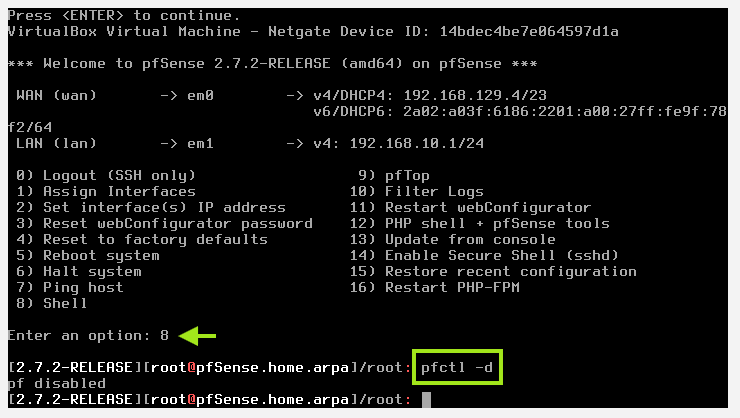 Press <ENTER> to continue.
VirtualBox Virtual Machine - Netgate Device ID: 14bdec4be7e064597d1a
*** Welcome to pfSense 2.7.2-RELEASE (amd64) on pfSense ***
WAN (wan) -> em0 -> v4/DHCP4: 192.168.129.4/23
v6/DHCP6: 2a02:a03f:6186:2201:a00:27ff:fe9f:78
f2/64
LAN (lan) -> em1 -> v4: 192.168.10.1/24
0) Logout (SSH only) 9) pfTop
1) Assign Interfaces 10) Filter Logs
2) Set interface(s) IP address 11) Restart webConfigurator
3) Reset webConfigurator password 12) PHP shell + pfSense tools
4) Reset to factory defaults 13) Update from console
5) Reboot system 14) Enable Secure Shell (sshd)
6) Halt system 15) Restore recent configuration
7) Ping host 16) Restart PHP-FPM
8) Shell
Enter an option: 8
[2.7.2-RELEASE][root@pfSense.home.arpa]/root: pfctl -d
pf disabled
[2.7.2-RELEASE][root@pfSense.home.arpa]/root: